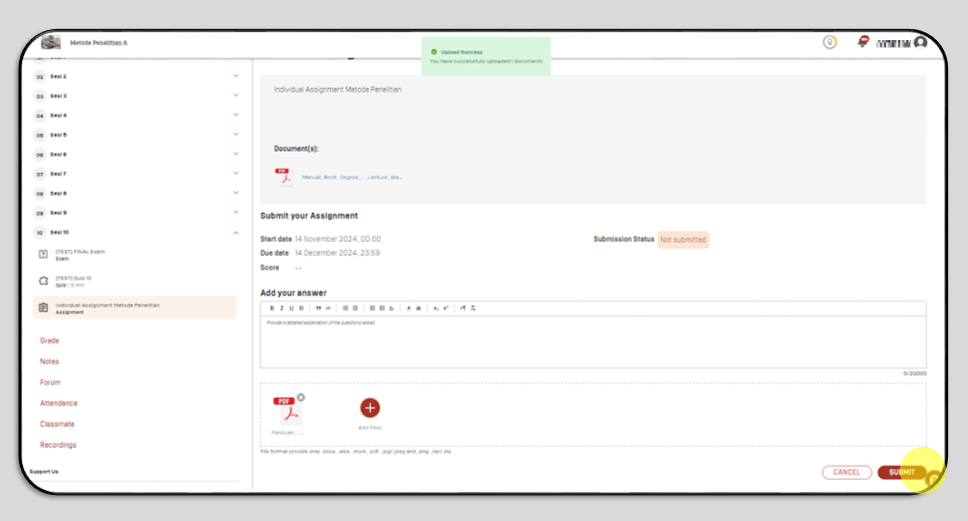 Metode Penelitian A
Upload Success
You have successfully uploaded 1 documents
02 Sesi 2
03 Sesi 3
04 Sesi 4
05 Sesi 5
06 Sesi 6
07 Sesi 7
08 Sesi 8
09 Sesi 9
10 Sesi 10
[TEST] FINAL Exam
Exam
[TEST] Quiz 10
Quiz | 10 min
Individual Assignment Metode Penelitian
Assignment
Grade
Notes
Forum
Attendance
Classmate
Recordings
Support Us
Individual Assignment Metode Penelitian
Document(s):
PDF
Manual_Book_Degree_-_Lecture_
Submit your Assignment
Start date 14 November 2024, 00:00
Submission Status Not submitted
Due date 14 December 2024, 23:59
Score --
Add your answer
Provide a detailed explanation of the questions asked
0/20000
PDF
Add Files
File format provide only .docx, .xlsx, .mp4, .pdf, .jpg/.jpeg and .png, .rar/.zip
CANCEL
SUBMIT